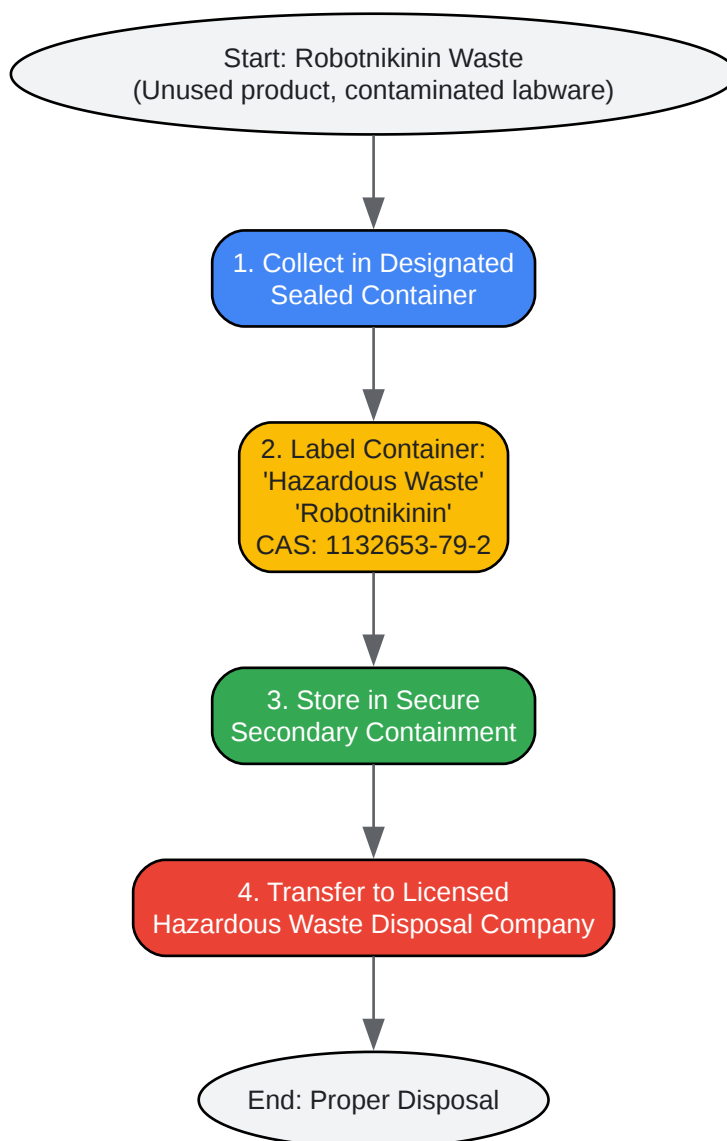 Start: Robotnikinin Waste
(Unused product, contaminated labware)
1. Collect in Designated
Sealed Container
2. Label Container:
'Hazardous Waste'
'Robotnikinin'
CAS: 1132653-79-2
3. Store in Secure
Secondary Containment
4. Transfer to Licensed
Hazardous Waste Disposal Company
End: Proper Disposal